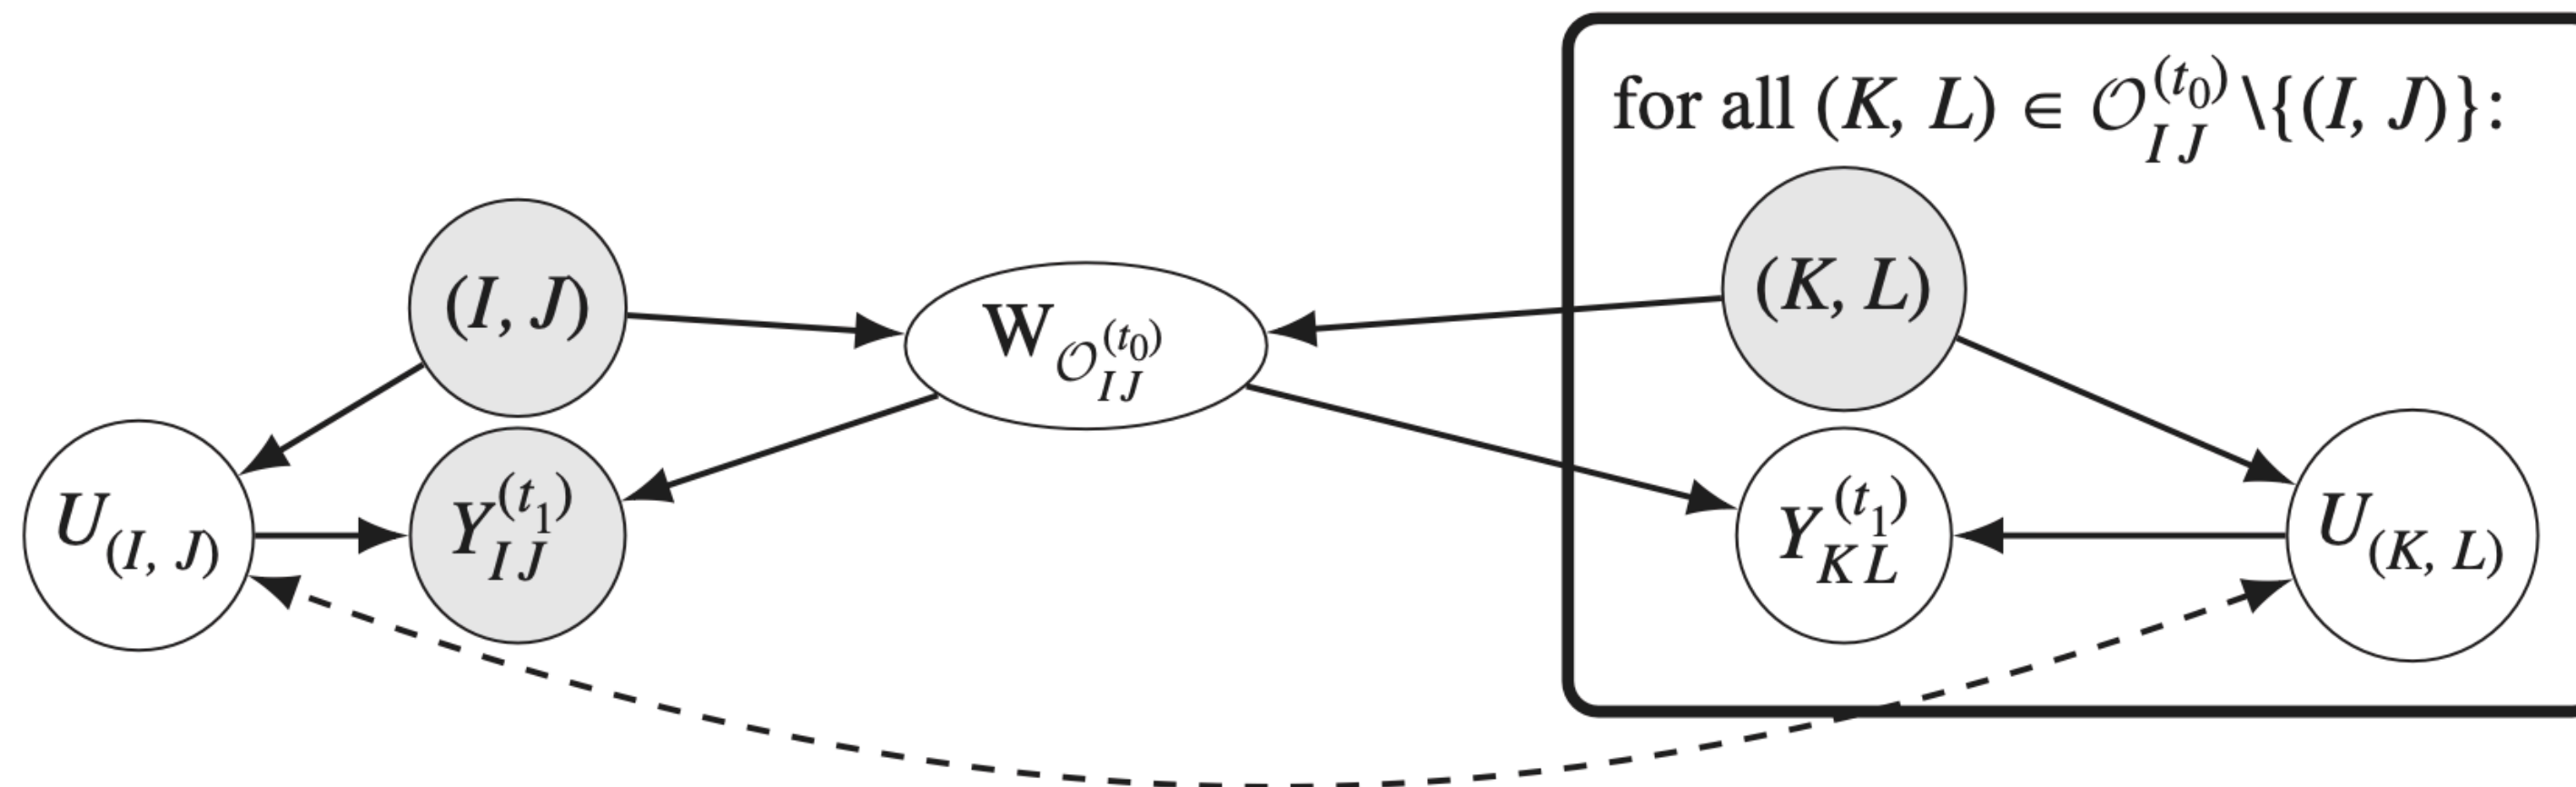 for all (K, L) ∈ 𝒪_{IJ}^{(t_0)} \ {(I, J)}:
(I, J)
𝐖_{𝒪_{IJ}^{(t_0)}}
(K, L)
U_{(I, J)}
Y_{IJ}^{(t_1)}
Y_{KL}^{(t_1)}
U_{(K, L)}